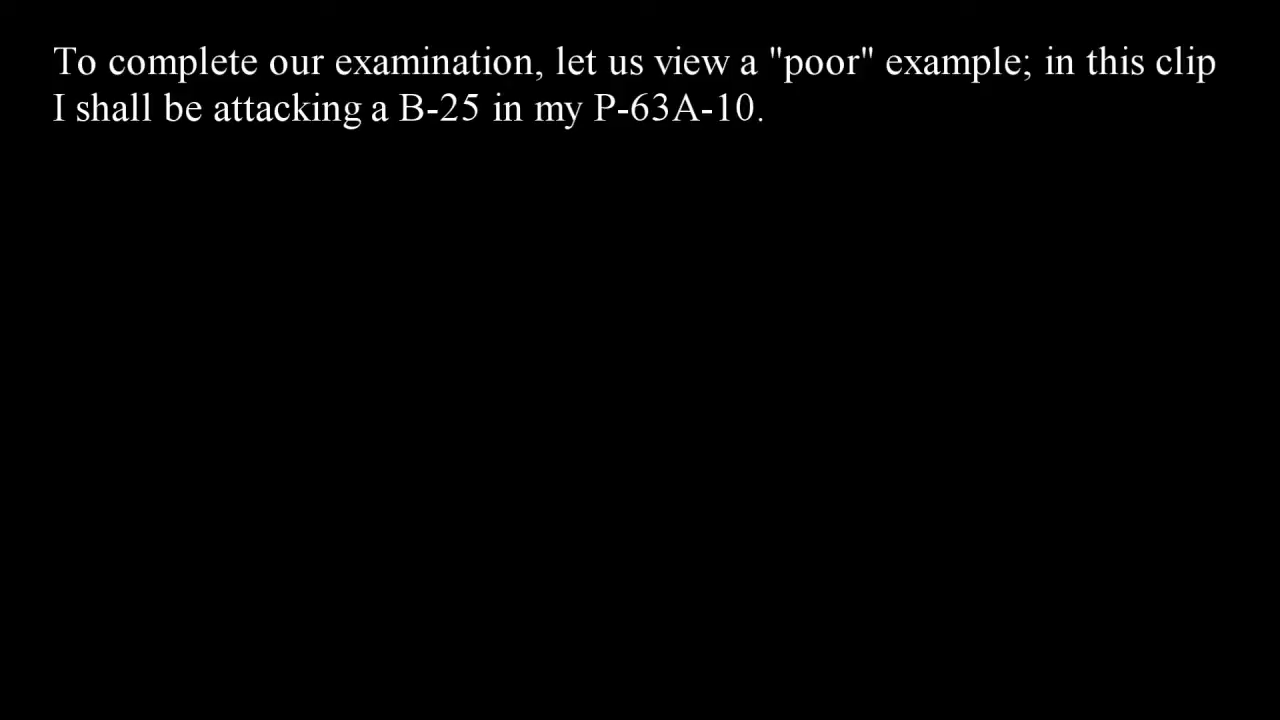 To complete our examination, let us view a "poor" example; in this clip
I shall be attacking a B-25 in my P-63A-10.